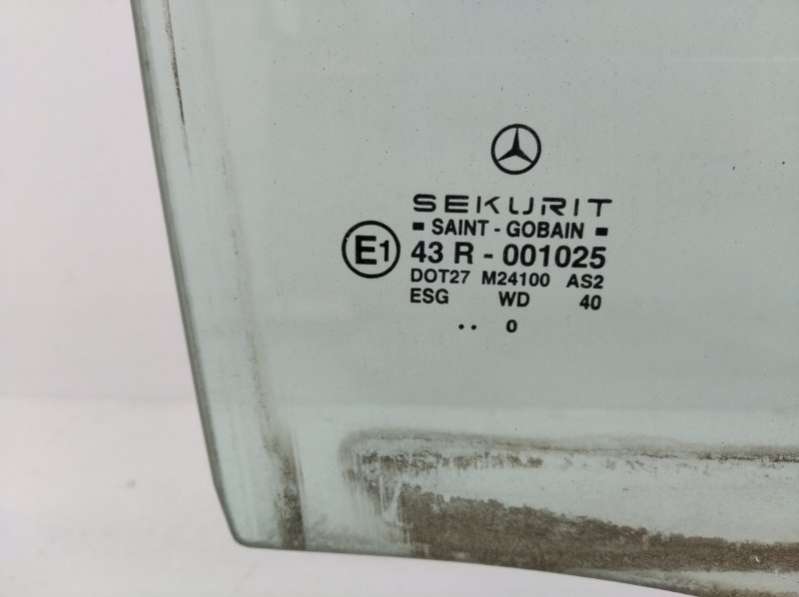 SEKURIT
SAINT - GOBAIN
E1 43 R - 001025
DOT27 M24100 AS2
ESG WD 40
.. 0